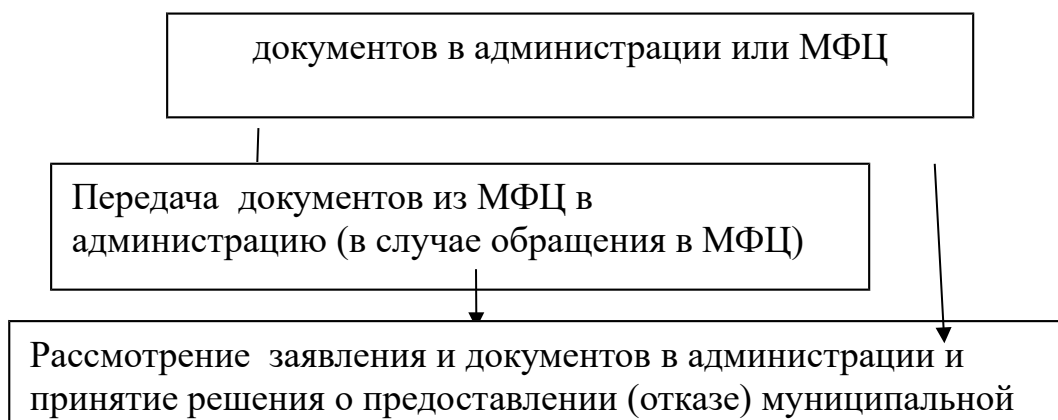 документов в администрации или МФЦ
Передача  документов из МФЦ в
администрацию (в случае обращения в МФЦ)
Рассмотрение  заявления и документов в администрации и
принятие решения о предоставлении (отказе) муниципальной